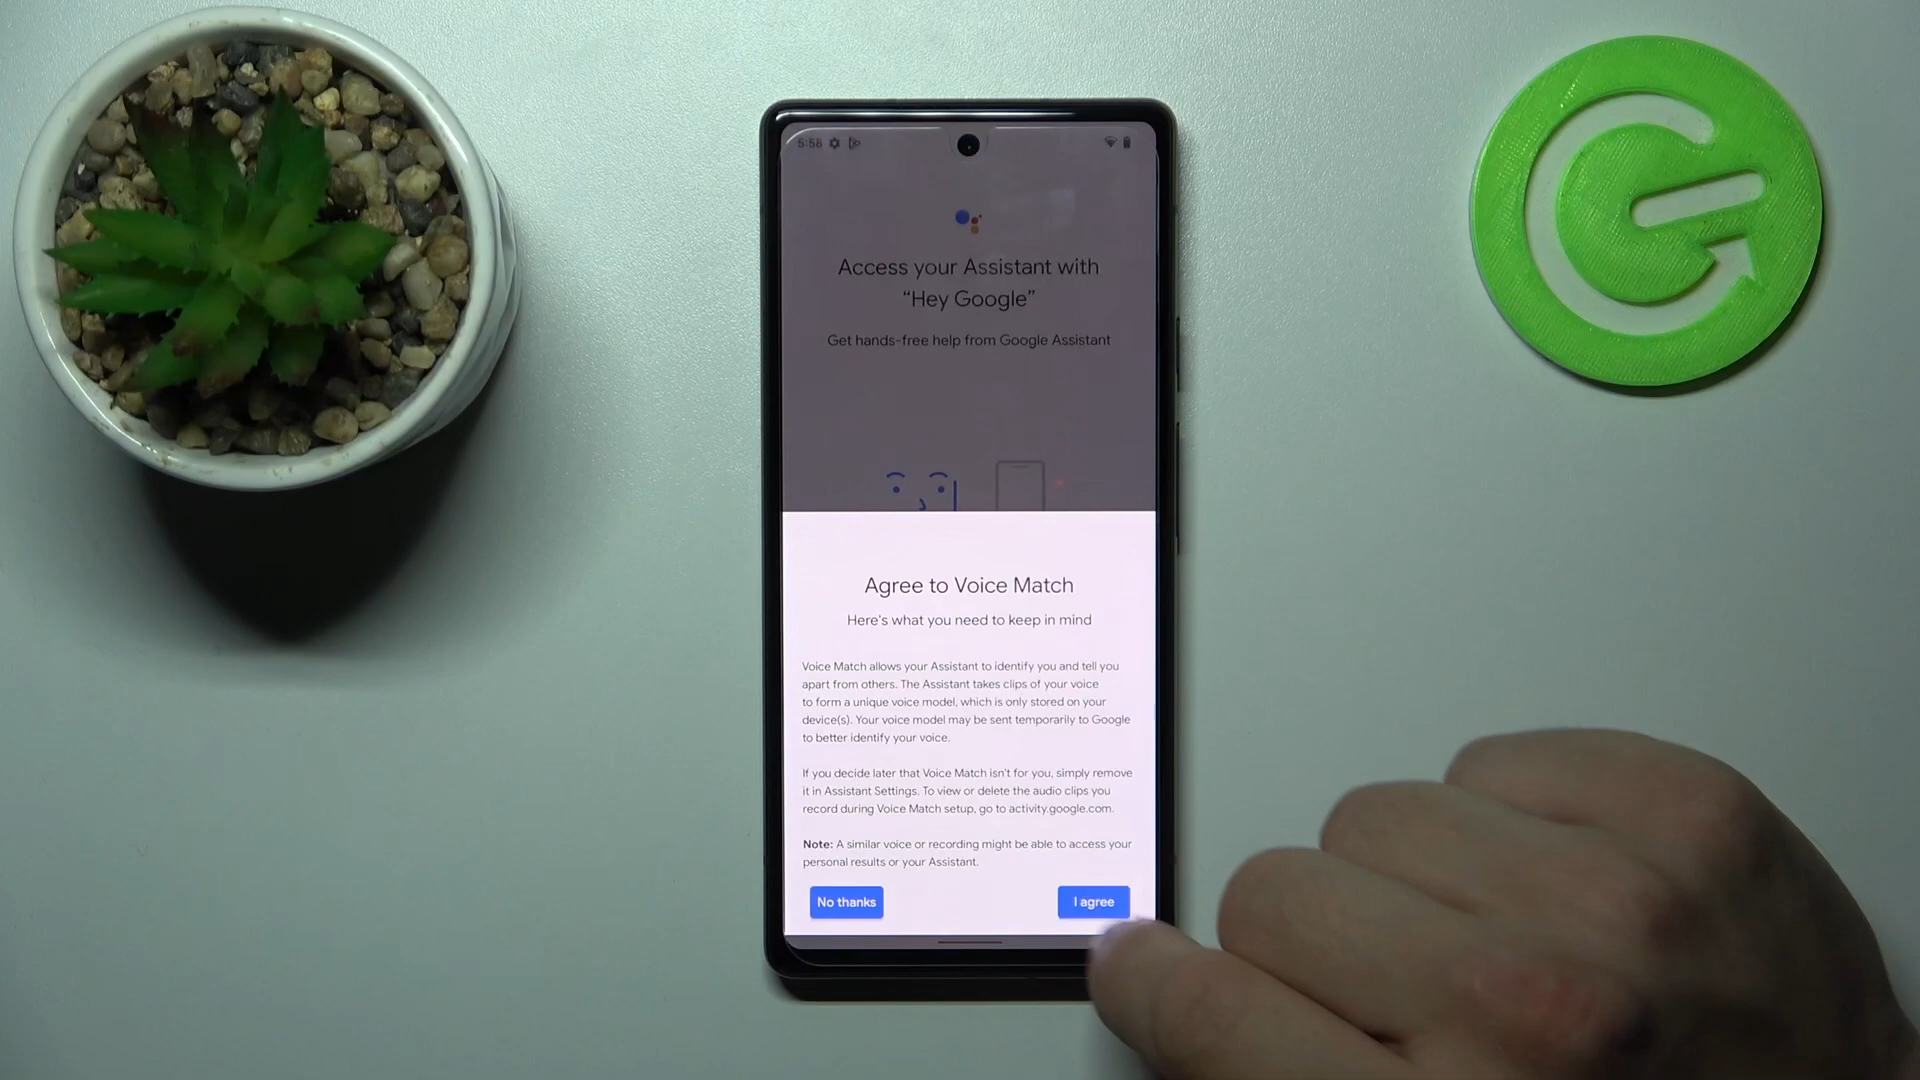 5:58
Access your Assistant with
“Hey Google”
Get hands-free help from Google Assistant
Agree to Voice Match
Here's what you need to keep in mind
Voice Match allows your Assistant to identify you and tell you
apart from others. The Assistant takes clips of your voice
to form a unique voice model, which is only stored on your
device(s). Your voice model may be sent temporarily to Google
to better identify your voice.
If you decide later that Voice Match isn't for you, simply remove
it in Assistant Settings. To view or delete the audio clips you
record during Voice Match setup, go to activity.google.com.
Note: A similar voice or recording might be able to access your
personal results or your Assistant.
No thanks
I agree